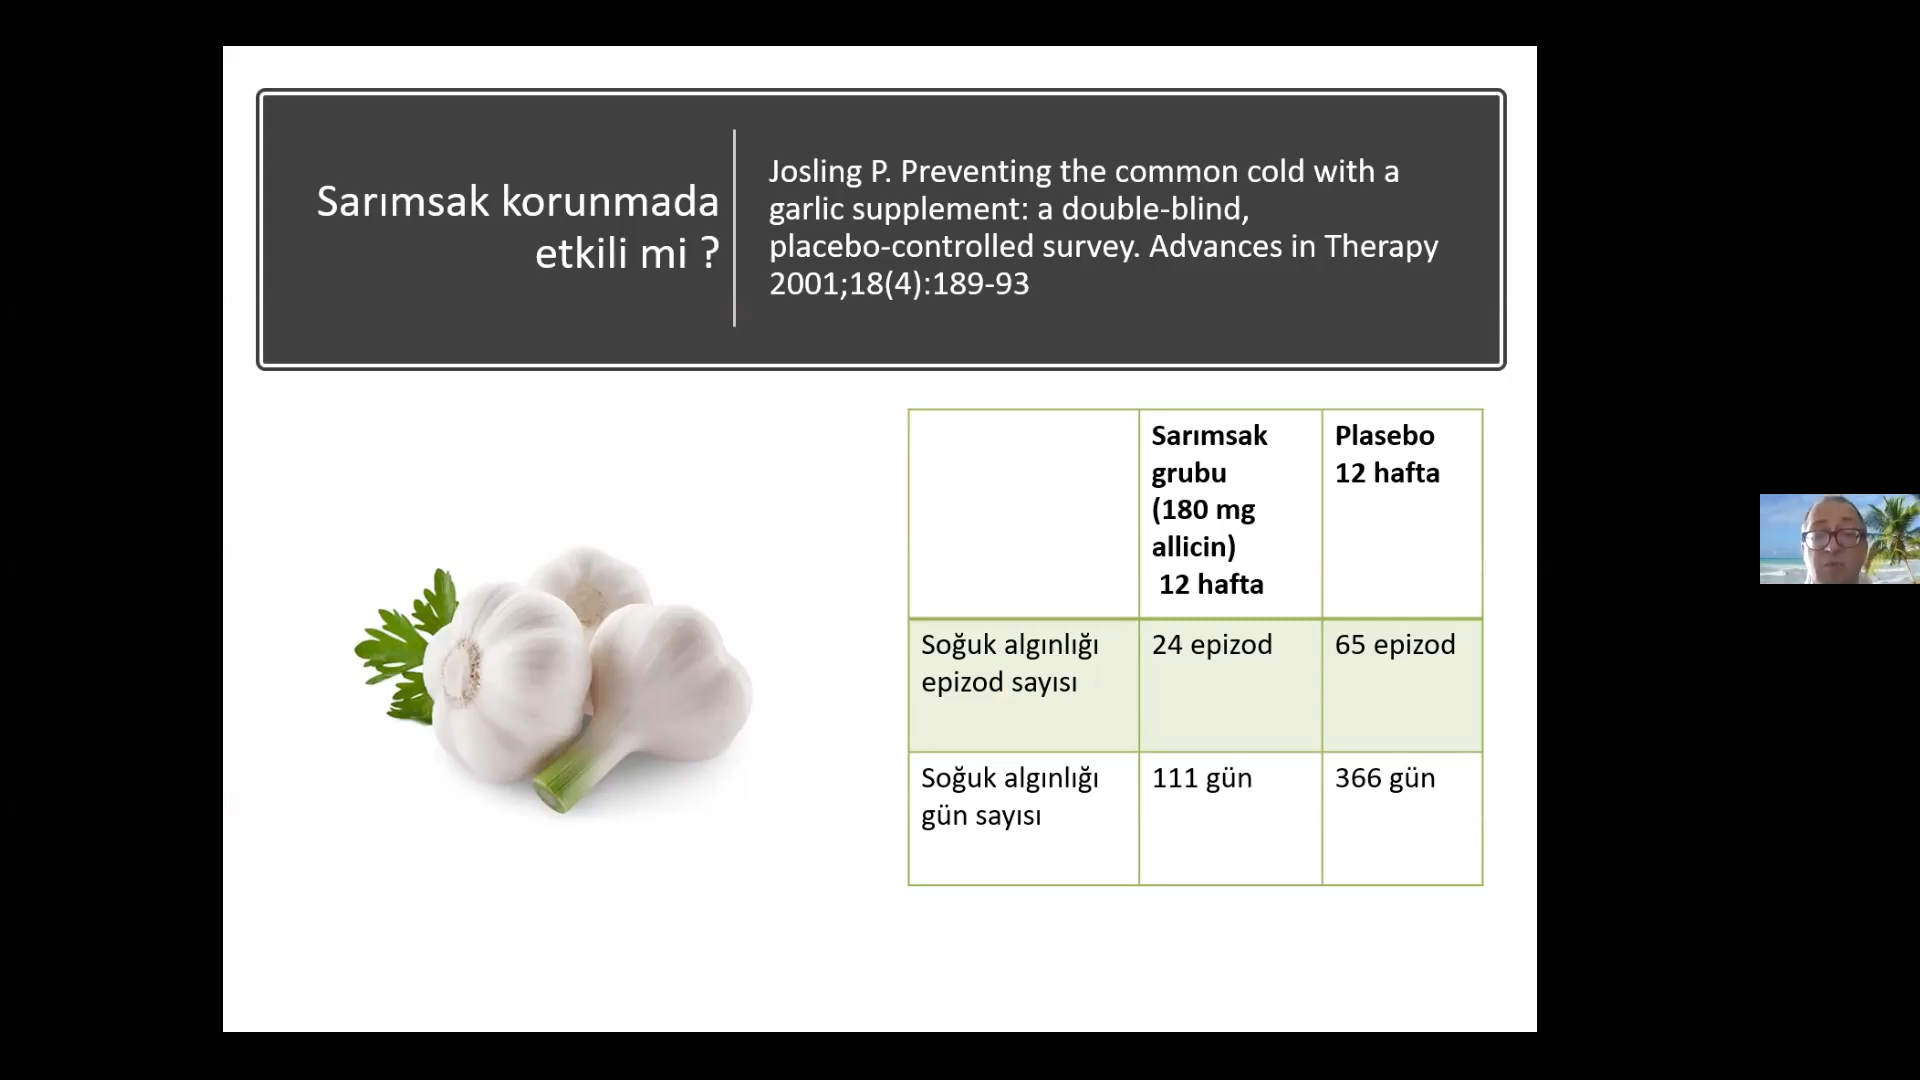 Sarımsak korunmada
etkili mi ?
Josling P. Preventing the common cold with a
garlic supplement: a double-blind,
placebo-controlled survey. Advances in Therapy
2001;18(4):189-93
Sarımsak
grubu
(180 mg
allicin)
12 hafta
Plasebo
12 hafta
Soğuk algınlığı
epizod sayısı
24 epizod
65 epizod
Soğuk algınlığı
gün sayısı
111 gün
366 gün